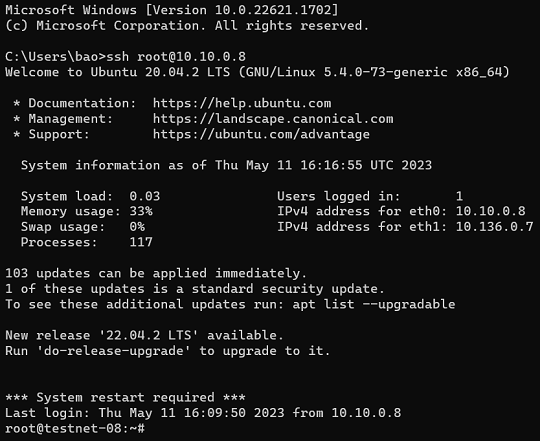 Microsoft Windows [Version 10.0.22621.1702]
(c) Microsoft Corporation. All rights reserved.

C:\Users\bao>ssh root@10.10.0.8
Welcome to Ubuntu 20.04.2 LTS (GNU/Linux 5.4.0-73-generic x86_64)

 * Documentation:  https://help.ubuntu.com
 * Management:     https://landscape.canonical.com
 * Support:        https://ubuntu.com/advantage

  System information as of Thu May 11 16:16:55 UTC 2023

  System load:  0.03               Users logged in:       1
  Memory usage: 33%                IPv4 address for eth0: 10.10.0.8
  Swap usage:   0%                 IPv4 address for eth1: 10.136.0.7
  Processes:    117

103 updates can be applied immediately.
1 of these updates is a standard security update.
To see these additional updates run: apt list --upgradable

New release '22.04.2 LTS' available.
Run 'do-release-upgrade' to upgrade to it.


*** System restart required ***
Last login: Thu May 11 16:09:50 2023 from 10.10.0.8
root@testnet-08:~#